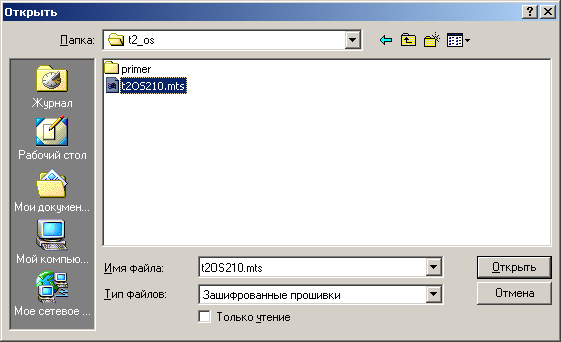 Открыть
Папка:
t2_os
primer
t2OS210.mts
Журнал
Рабочий стол
Мои докумен...
Мой компью...
Мое сетевое ...
Имя файла:
t2OS210.mts
Открыть
Тип файлов:
Зашифрованные прошивки
Отмена
Только чтение